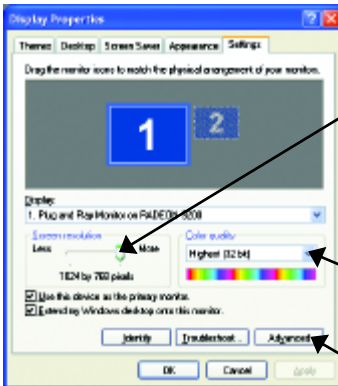 Display Properties
Themes Desktop Screen Saver Appearance Settings
Drag the monitor icons to match the physical arrangement of your monitors.
1 2
Display:
1. Plug and Play Monitor on RADEON 9200
Screen resolution
Less More
1024 by 768 pixels
Color quality
Highest (32 bit)
Use this device as the primary monitor.
Extend my Windows desktop onto this monitor.
Identify Troubleshoot... Advanced
OK Cancel Apply